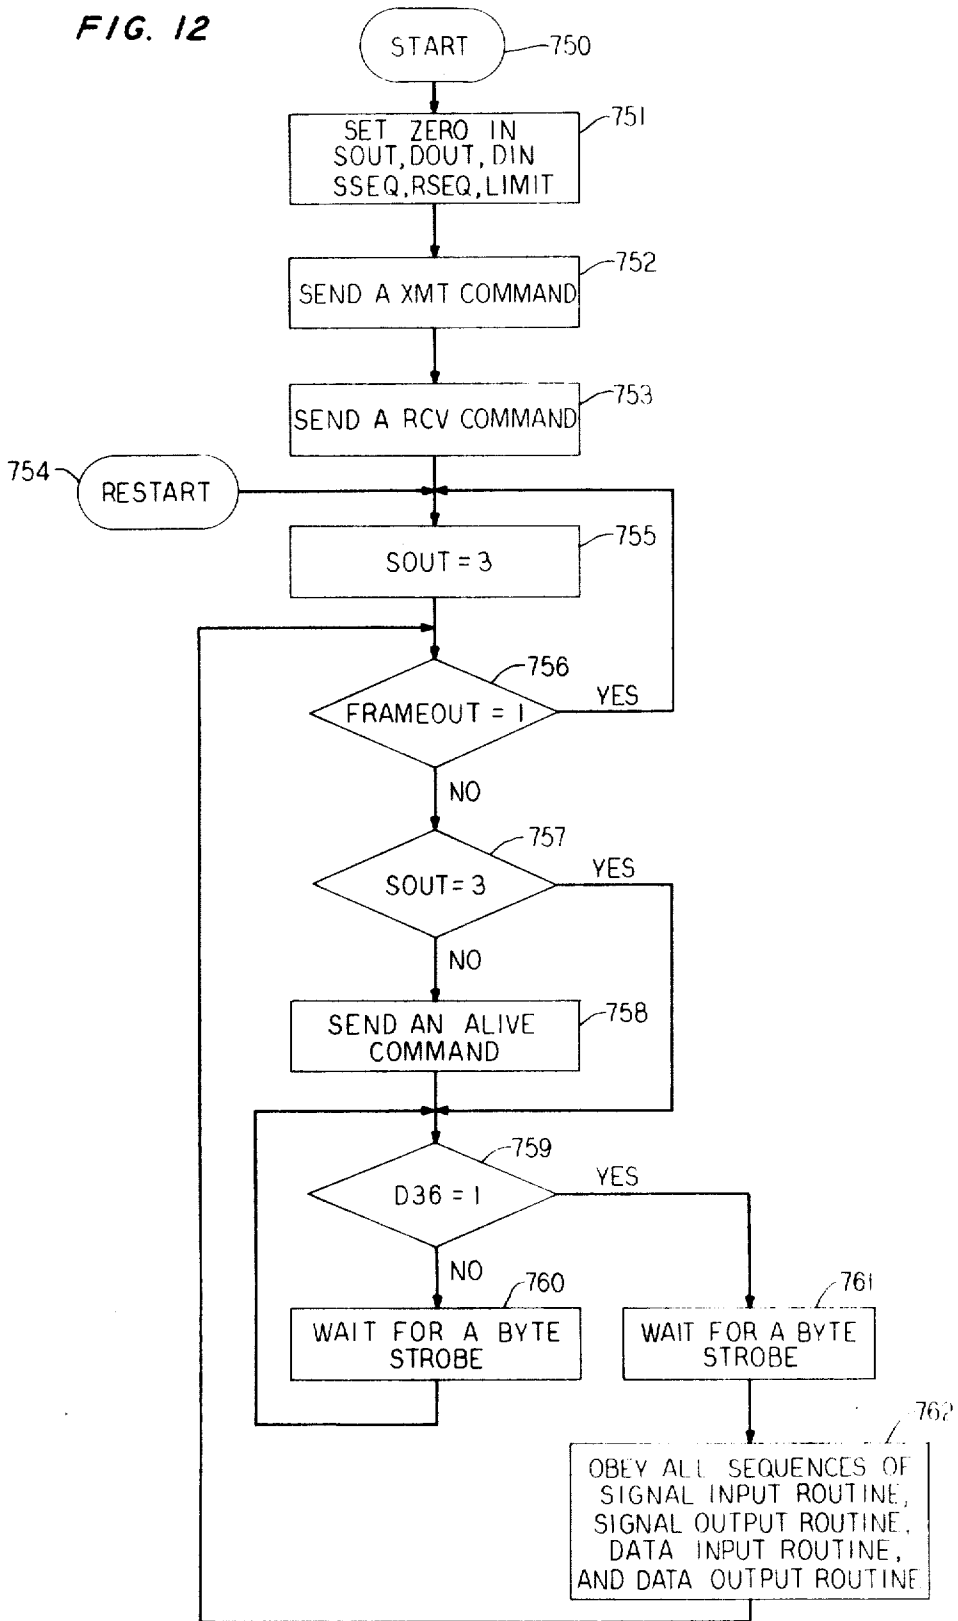 FIG. 12
START
750
751
SET ZERO IN
SOUT, DOUT, DIN
SSEQ, RSEQ, LIMIT
752
SEND A XMT COMMAND
753
SEND A RCV COMMAND
754
RESTART
755
SOUT = 3
756
FRAMEOUT = 1
YES
NO
757
SOUT = 3
YES
NO
758
SEND AN ALIVE
COMMAND
759
D36 = 1
YES
NO
760
WAIT FOR A BYTE
STROBE
761
WAIT FOR A BYTE
STROBE
762
OBEY ALL SEQUENCES OF
SIGNAL INPUT ROUTINE,
SIGNAL OUTPUT ROUTINE,
DATA INPUT ROUTINE,
AND DATA OUTPUT ROUTINE